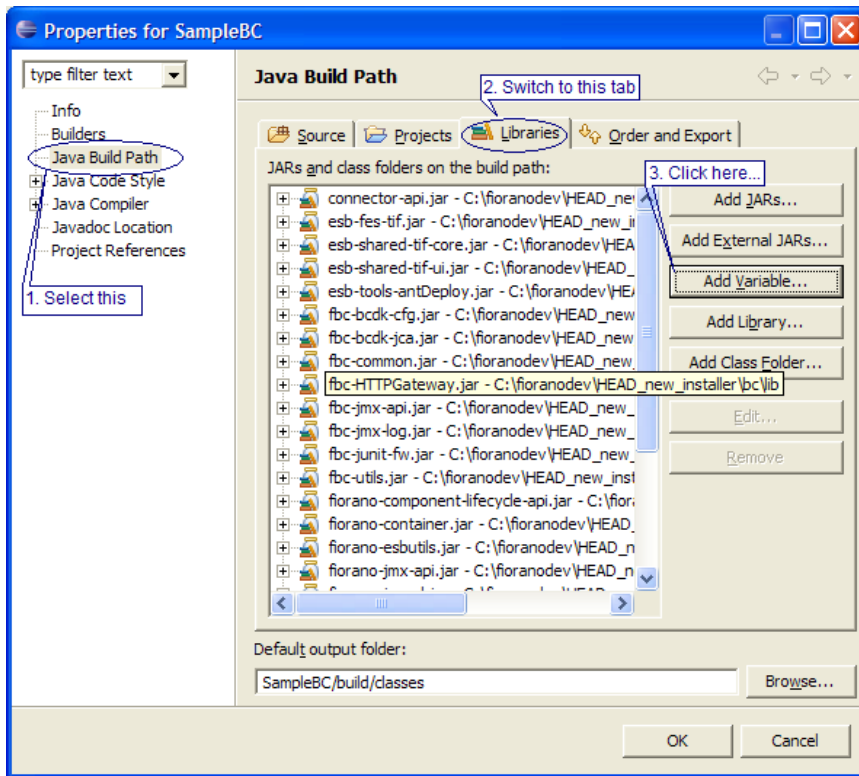 Properties for SampleBC
type filter text
Info
Builders
Java Build Path
Java Code Style
Java Compiler
Javadoc Location
Project References
1. Select this
Java Build Path
2. Switch to this tab
Source
Projects
Libraries
Order and Export
JARs and class folders on the build path:
3. Click here...
connector-api.jar - C:\fioranodev\HEAD_new
esb-fes-tif.jar - C:\fioranodev\HEAD_new_i
esb-shared-tif-core.jar - C:\fioranodev\HEA
esb-shared-tif-ui.jar - C:\fioranodev\HEAD_
esb-tools-antDeploy.jar - C:\fioranodev\HEA
fbc-bcdk-cfg.jar - C:\fioranodev\HEAD_new
fbc-bcdk-jca.jar - C:\fioranodev\HEAD_new
fbc-common.jar - C:\fioranodev\HEAD_new_
fbc-HTTPGateway.jar - C:\fioranodev\HEAD_new_installer\bc\lib
fbc-jmx-api.jar - C:\fioranodev\HEAD_new_
fbc-jmx-log.jar - C:\fioranodev\HEAD_new_
fbc-junit-fw.jar - C:\fioranodev\HEAD_new_
fbc-utils.jar - C:\fioranodev\HEAD_new_inst
fiorano-component-lifecycle-api.jar - C:\fiora
fiorano-container.jar - C:\fioranodev\HEAD_
fiorano-esbutils.jar - C:\fioranodev\HEAD_n
fiorano-jmx-api.jar - C:\fioranodev\HEAD_n
Add JARs...
Add External JARs...
Add Variable...
Add Library...
Add Class Folder...
Edit...
Remove
Default output folder:
SampleBC/build/classes
Browse...
OK
Cancel